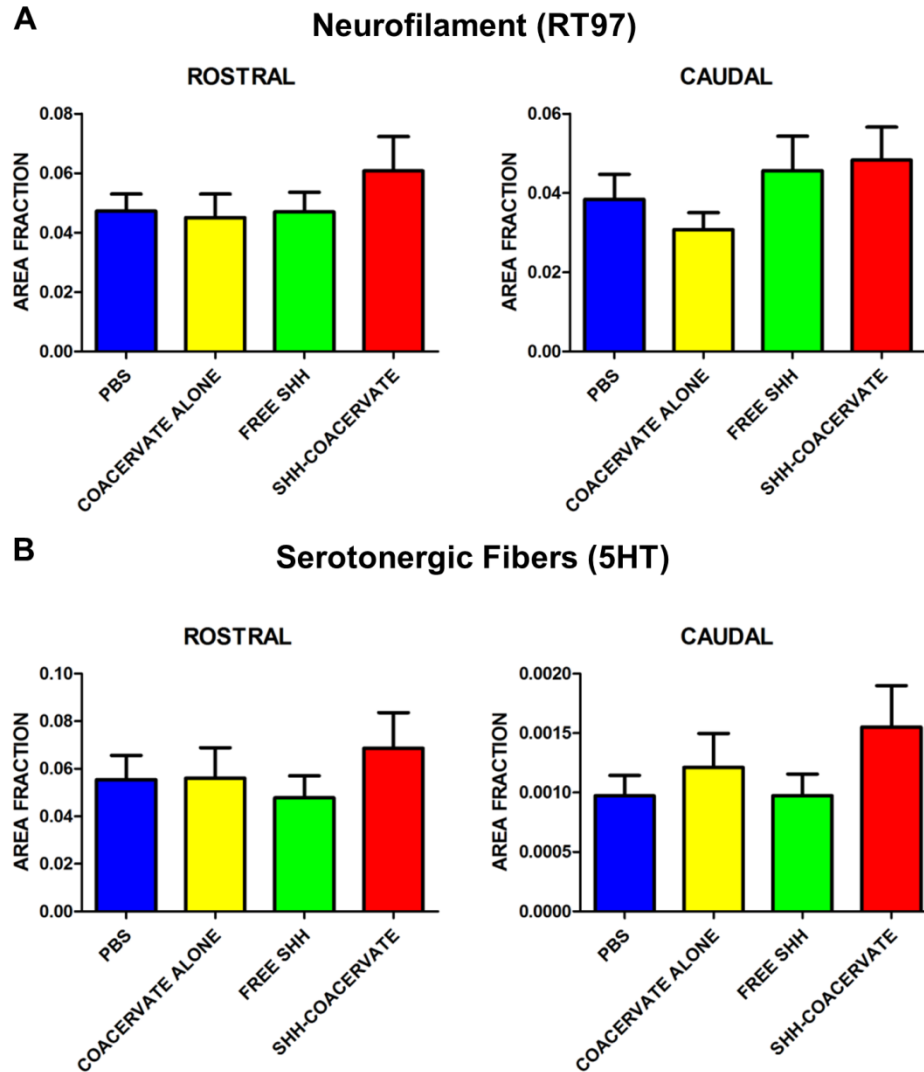 A
Neurofilament (RT97)
ROSTRAL
AREA FRACTION
0.08
0.06
0.04
0.02
0.00
PBS
COACERVATE ALONE
FREE SHH
SHH-COACERVATE
CAUDAL
AREA FRACTION
0.06
0.04
0.02
0.00
PBS
COACERVATE ALONE
FREE SHH
SHH-COACERVATE
B
Serotonergic Fibers (5HT)
ROSTRAL
AREA FRACTION
0.10
0.08
0.06
0.04
0.02
0.00
PBS
COACERVATE ALONE
FREE SHH
SHH-COACERVATE
CAUDAL
AREA FRACTION
0.0020
0.0015
0.0010
0.0005
0.0000
PBS
COACERVATE ALONE
FREE SHH
SHH-COACERVATE